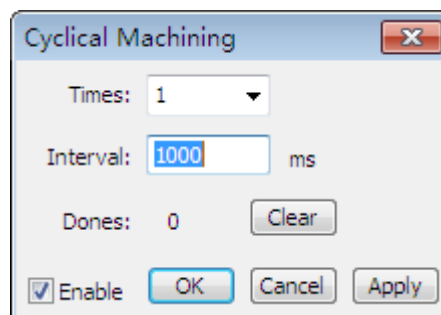 Cyclical Machining
Times: 1
Interval: 1000 ms
Dones: 0 Clear
Enable OK Cancel Apply